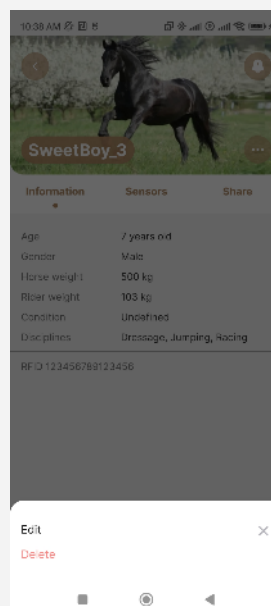 10:38 AM
SweetBoy_3
Information Sensors Share
Age 7 years old
Gender Male
Horse weight 500 kg
Rider weight 103 kg
Condition Undefined
Disciplines Dressage, Jumping, Racing
RFID 123456789123456
Edit
Delete